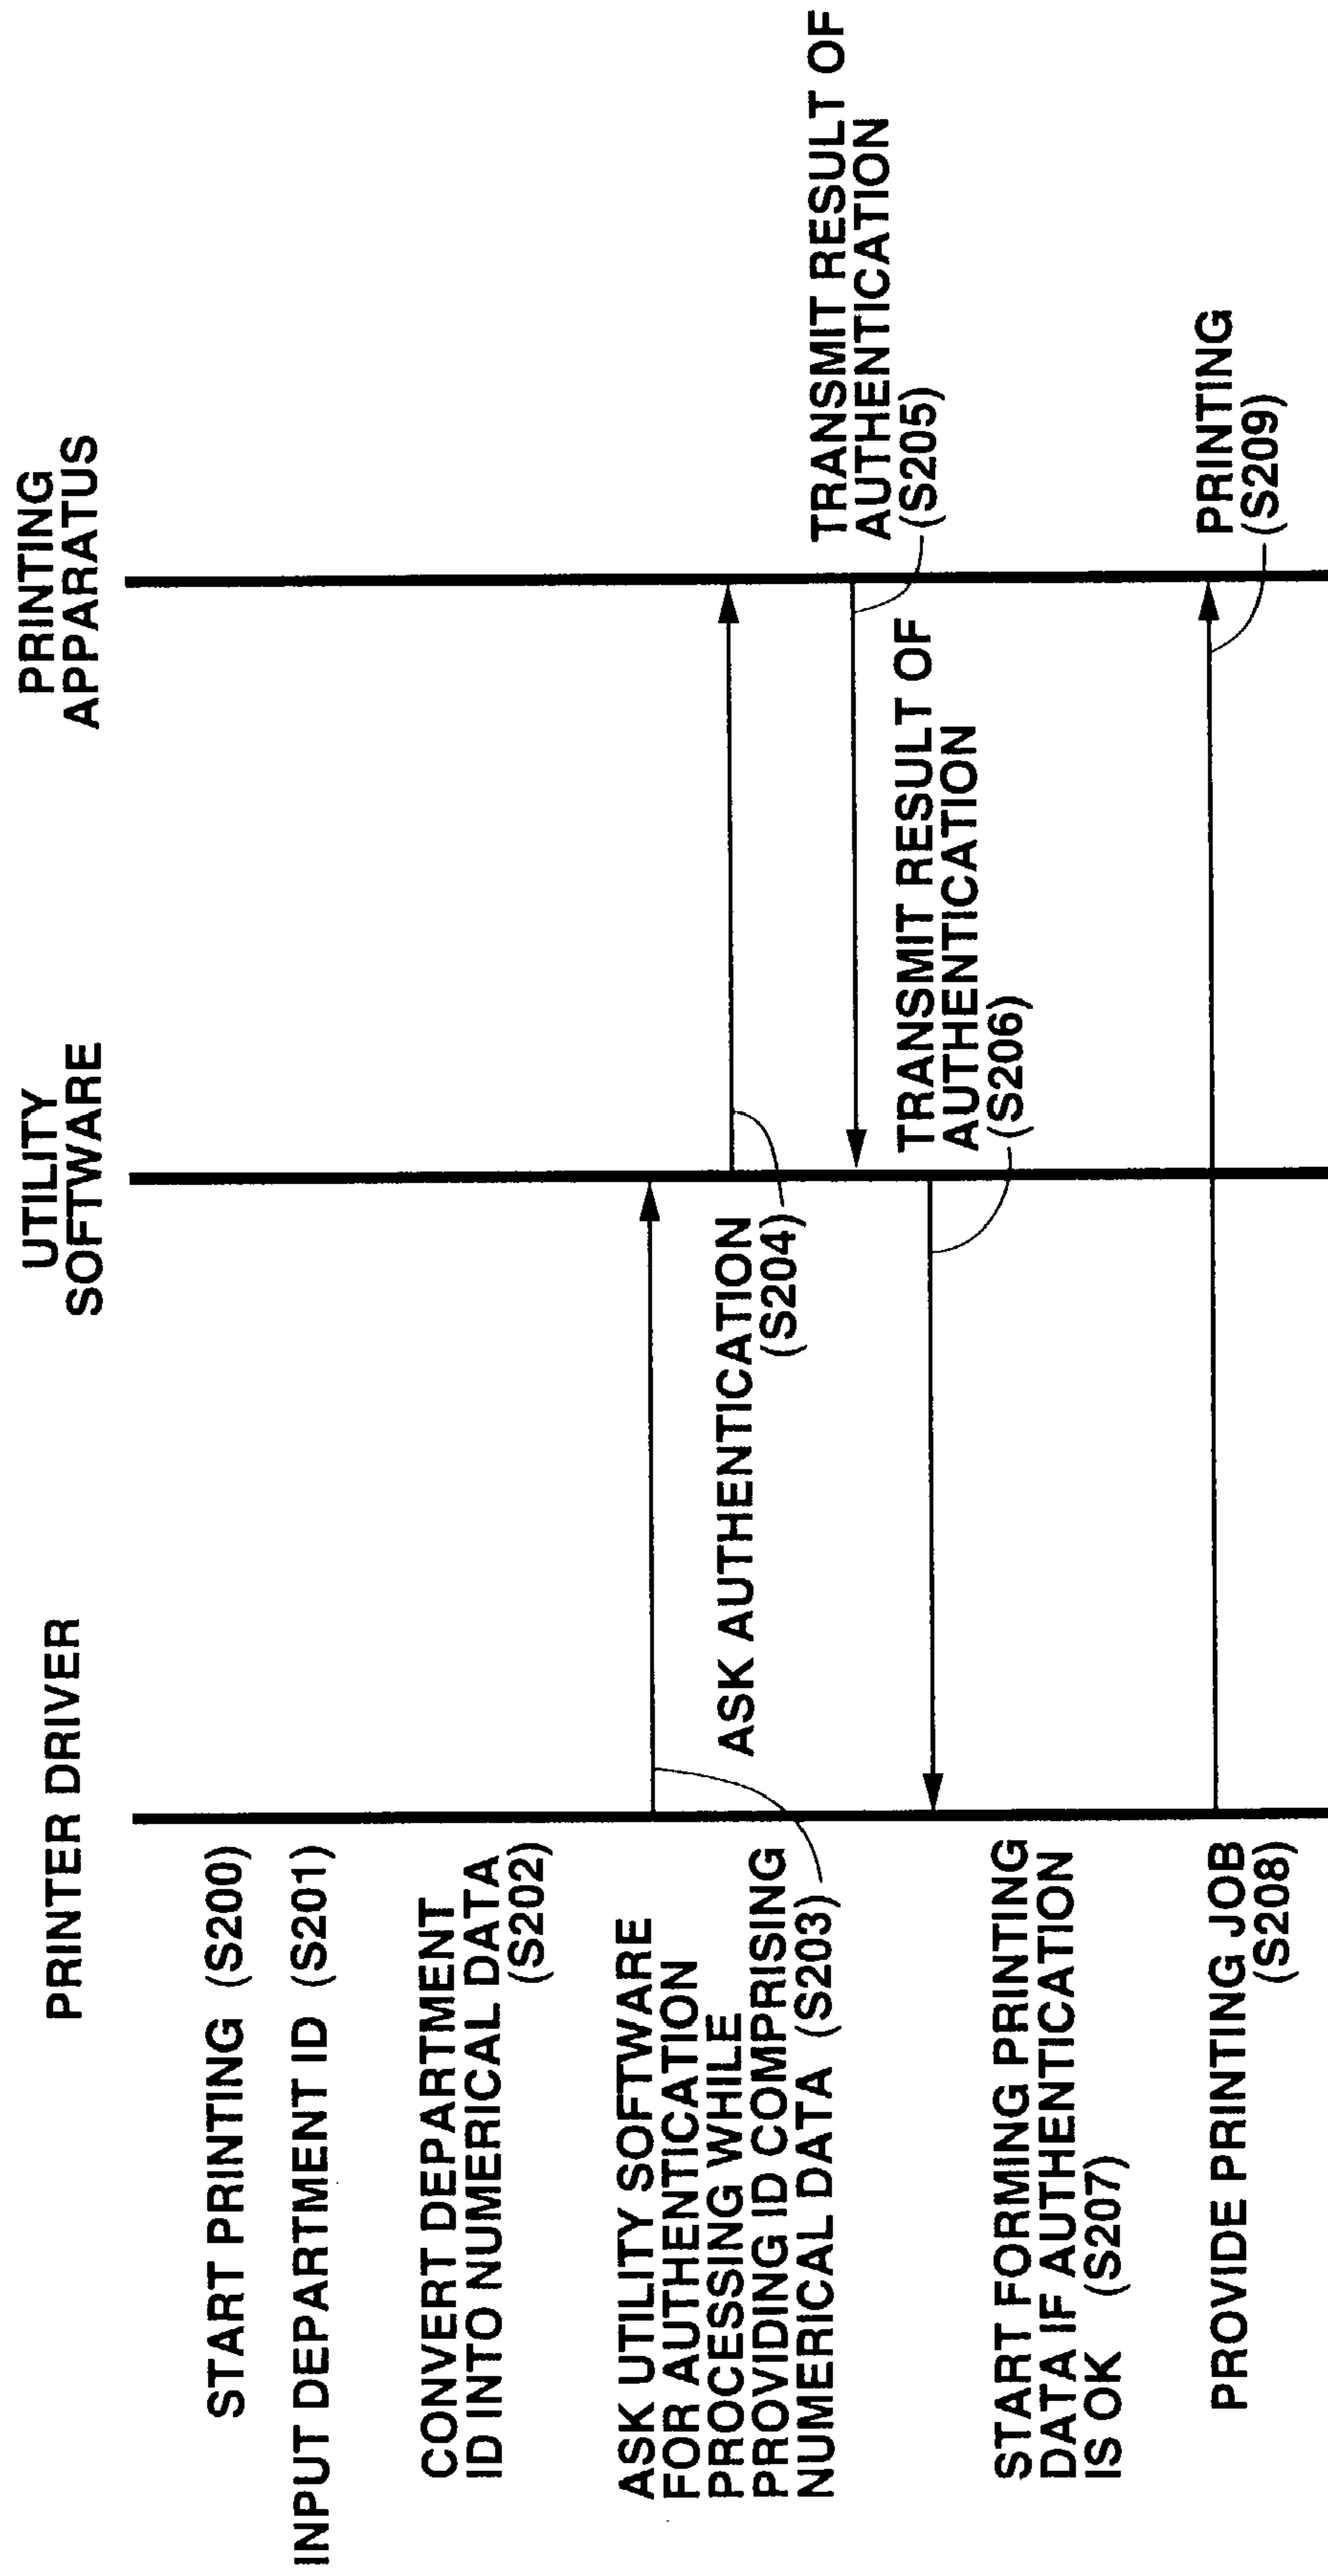 PRINTER DRIVER
UTILITY
SOFTWARE
PRINTING
APPARATUS
START PRINTING (S200)
INPUT DEPARTMENT ID (S201)
CONVERT DEPARTMENT
ID INTO NUMERICAL DATA
(S202)
ASK UTILITY SOFTWARE
FOR AUTHENTICATION
PROCESSING WHILE
PROVIDING ID COMPRISING
NUMERICAL DATA (S203)
ASK AUTHENTICATION
(S204)
TRANSMIT RESULT OF
AUTHENTICATION
(S205)
TRANSMIT RESULT OF
AUTHENTICATION
(S206)
START FORMING PRINTING
DATA IF AUTHENTICATION
IS OK (S207)
PROVIDE PRINTING JOB
(S208)
PRINTING
(S209)